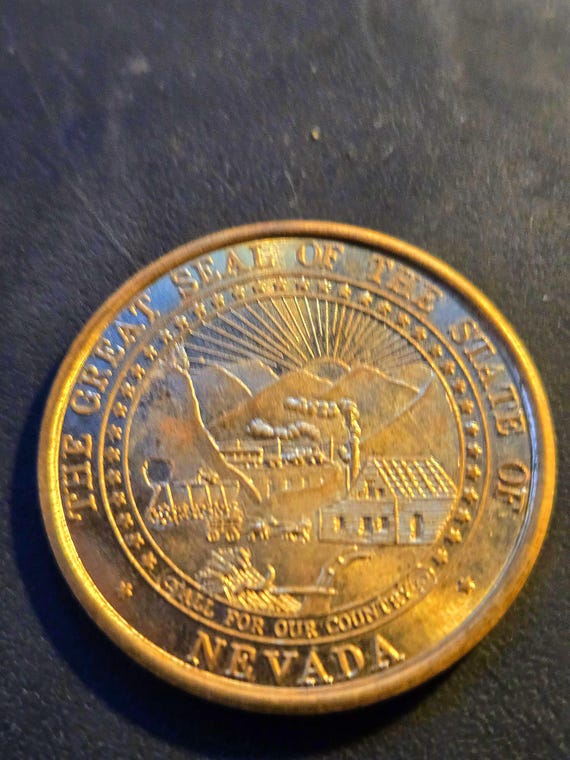 THE GREAT SEAL OF THE STATE OF
NEVADA
ALL FOR OUR COUNTRY